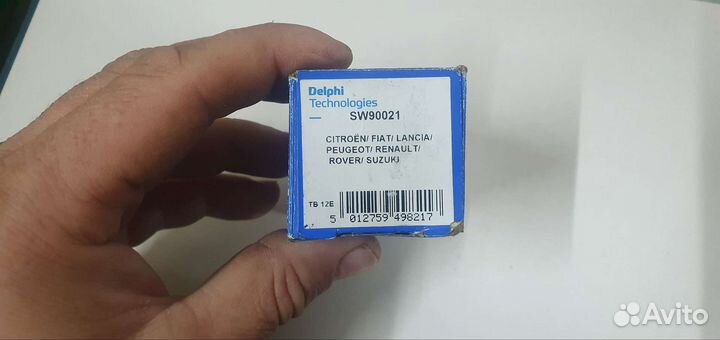 Delphi
Technologies
SW90021
CITROËN/ FIAT/ LANCIA/
PEUGEOT/ RENAULT/
ROVER/ SUZUKI
TB 12E
5 012759 498217
Avito